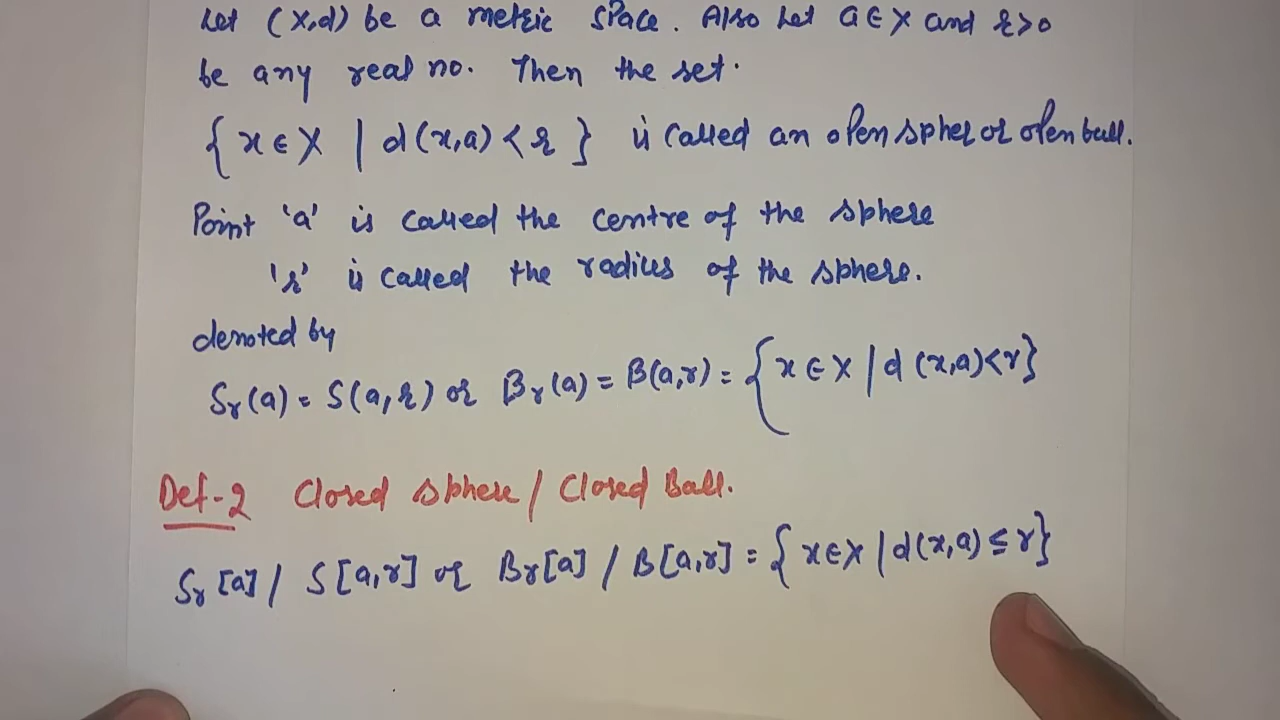 Let (X,d) be a metric space. Also Let a ∈ X and r>0
be any real no. Then the set.
{ x ∈ X | d(x,a) < r } is called an open spher or open ball.
Point 'a' is called the centre of the sphere
'r' is called the radius of the sphere.
denoted by
Sr(a) = S(a,r) or Br(a) = B(a,r) = { x ∈ X | d(x,a)<r}
Def-2 Closed Sphere / Closed Ball.
Sr[a] / S[a,r] or Br[a] / B[a,r] = { x∈X | d(x,a) ≤ r}